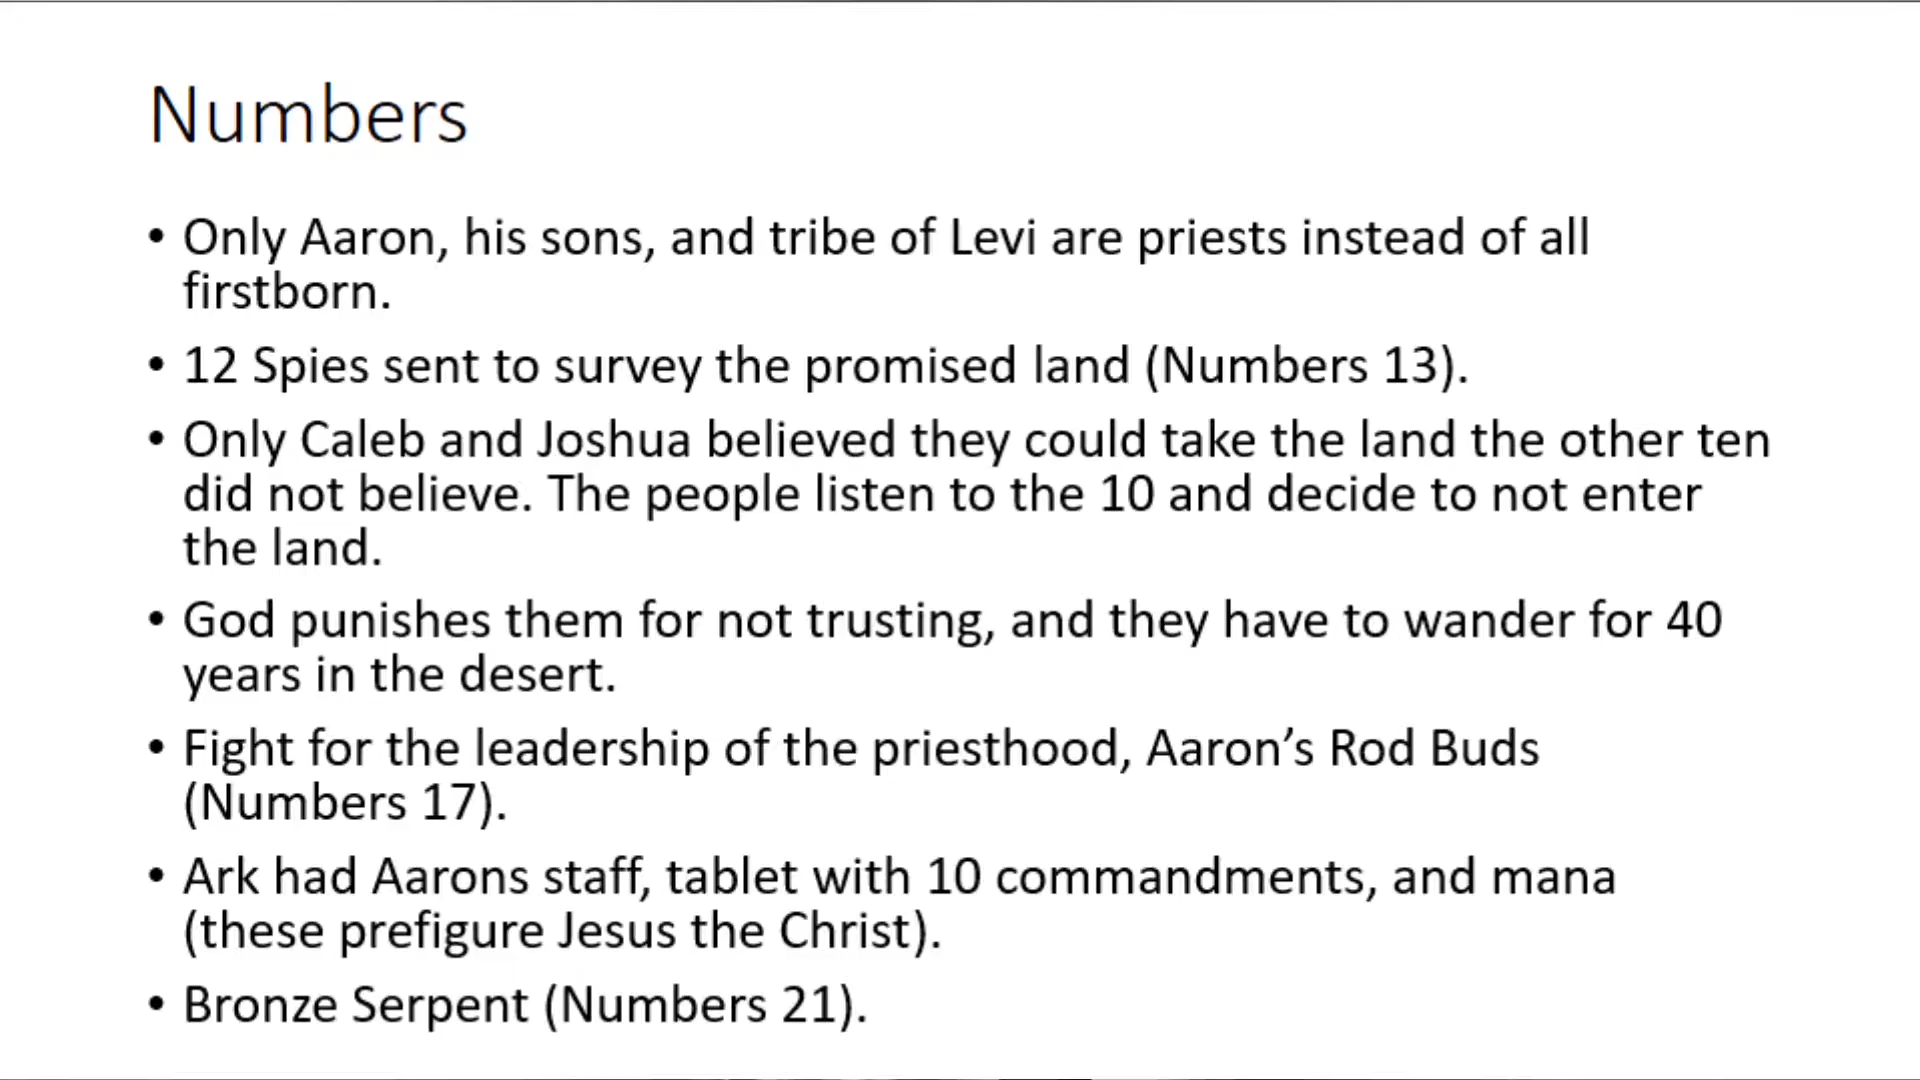 Numbers
• Only Aaron, his sons, and tribe of Levi are priests instead of all
firstborn.
• 12 Spies sent to survey the promised land (Numbers 13).
• Only Caleb and Joshua believed they could take the land the other ten
did not believe. The people listen to the 10 and decide to not enter
the land.
• God punishes them for not trusting, and they have to wander for 40
years in the desert.
• Fight for the leadership of the priesthood, Aaron’s Rod Buds
(Numbers 17).
• Ark had Aarons staff, tablet with 10 commandments, and mana
(these prefigure Jesus the Christ).
• Bronze Serpent (Numbers 21).